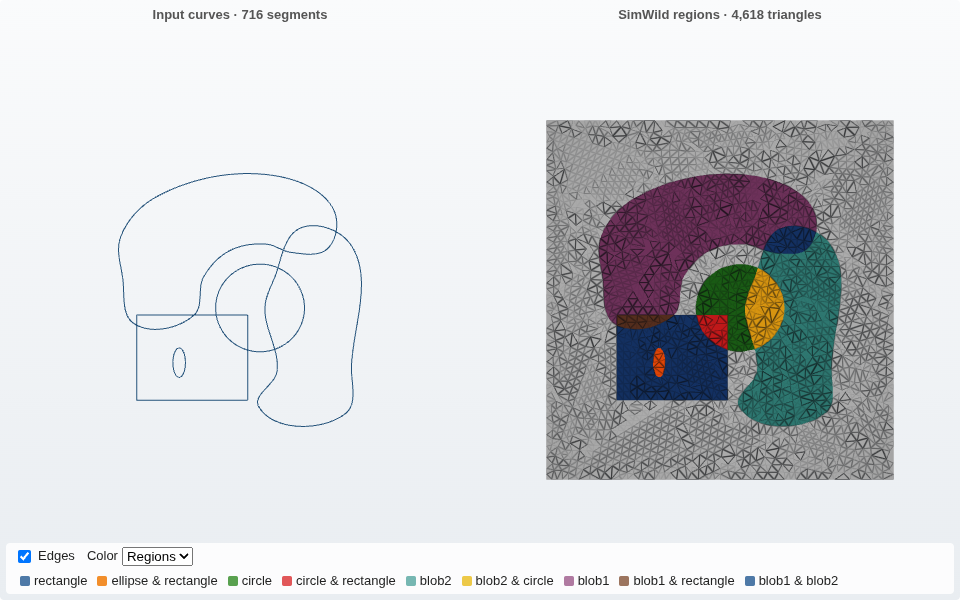 Input curves · 716 segments
SimWild regions · 4,618 triangles
Edges Color Regions
rectangle ellipse & rectangle circle circle & rectangle blob2 blob2 & circle blob1 blob1 & rectangle blob1 & blob2